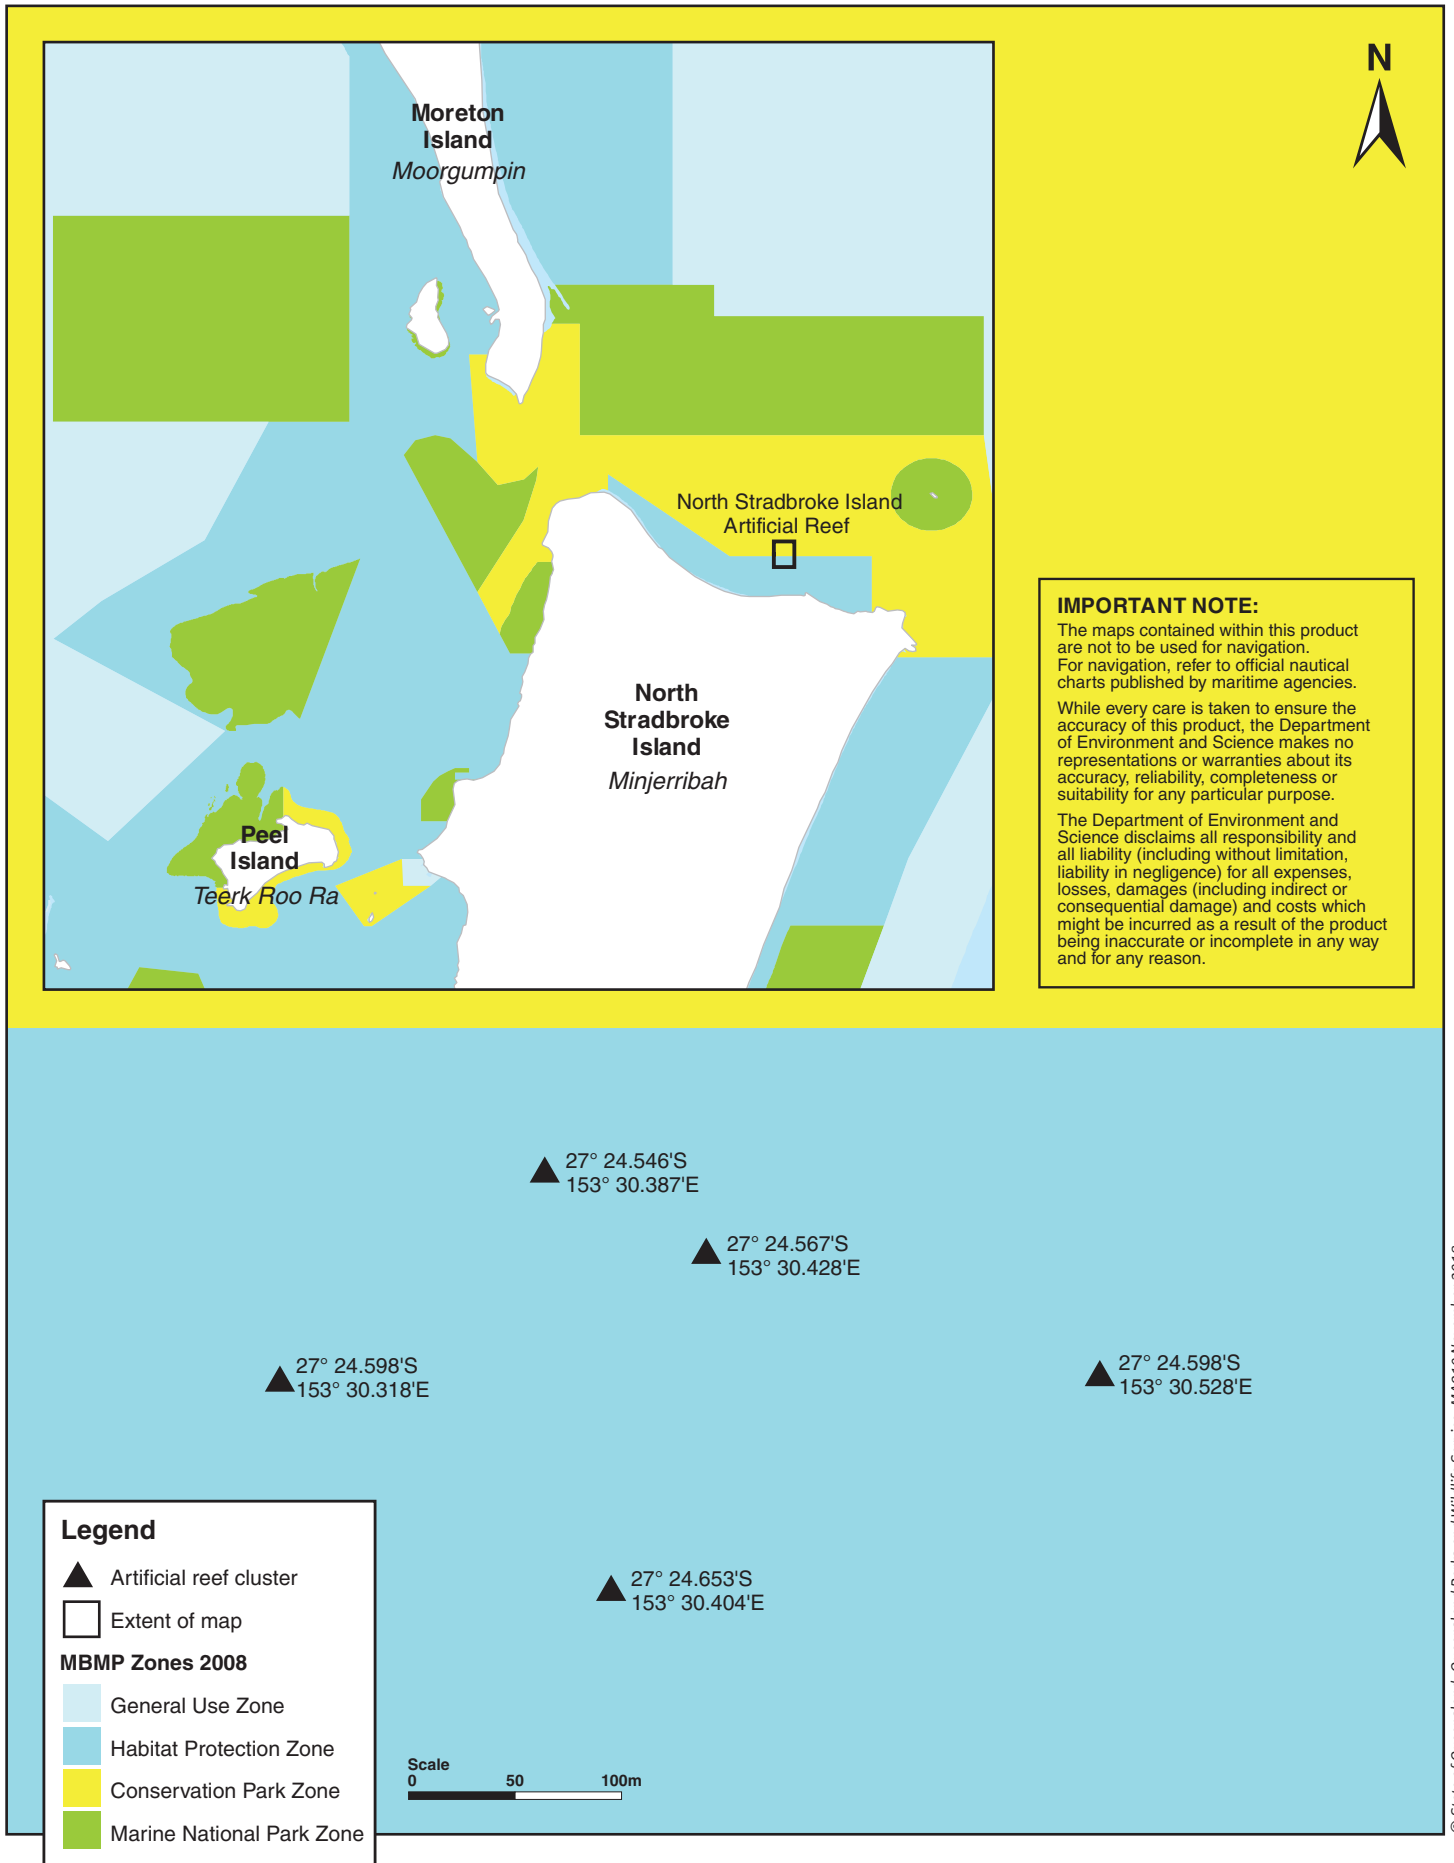 N
Moreton
Island
Moorgumpin
North Stradbroke Island
Artificial Reef
North
Stradbroke
Island
Minjerribah
Peel
Island
Teerk Roo Ra
IMPORTANT NOTE:
The maps contained within this product
are not to be used for navigation.
For navigation, refer to official nautical
charts published by maritime agencies.
While every care is taken to ensure the
accuracy of this product, the Department
of Environment and Science makes no
representations or warranties about its
accuracy, reliability, completeness or
suitability for any particular purpose.
The Department of Environment and
Science disclaims all responsibility and
all liability (including without limitation,
liability in negligence) for all expenses,
losses, damages (including indirect or
consequential damage) and costs which
might be incurred as a result of the product
being inaccurate or incomplete in any way
and for any reason.
27° 24.546'S
153° 30.387'E
27° 24.567'S
153° 30.428'E
27° 24.598'S
153° 30.318'E
27° 24.598'S
153° 30.528'E
27° 24.653'S
153° 30.404'E
Legend
Artificial reef cluster
Extent of map
MBMP Zones 2008
General Use Zone
Habitat Protection Zone
Conservation Park Zone
Marine National Park Zone
Scale
0 50 100m